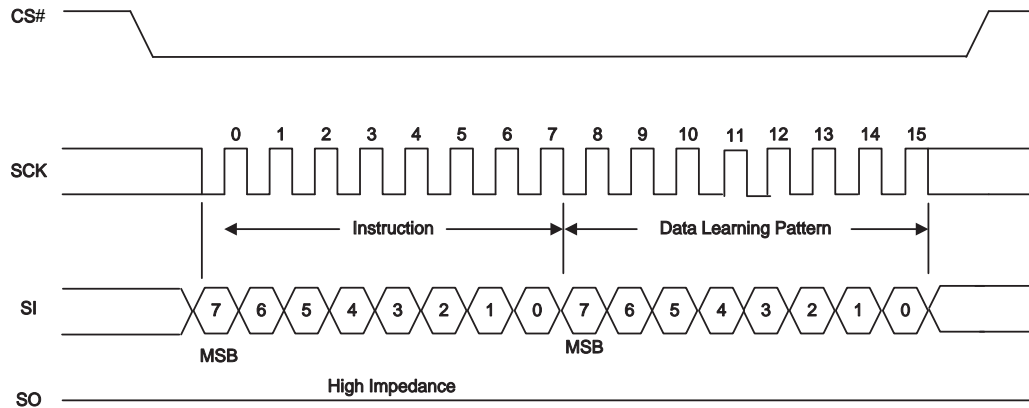 CS#
0 1 2 3 4 5 6 7 8 9 10 11 12 13 14 15
SCK
Instruction Data Learning Pattern
SI 7 6 5 4 3 2 1 0 7 6 5 4 3 2 1 0
MSB MSB
High Impedance
SO